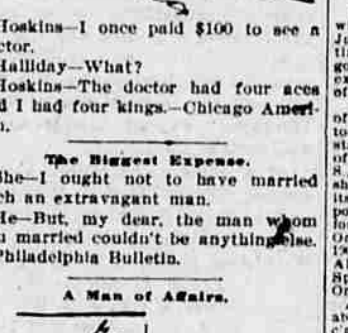 Hoskins—I once paid $100 to see a
ctor.
Halliday—What?
Hoskins—The doctor had four aces
d I had four kings.—Chicago Ameri-
n.
The Biggest Expense.
She—I ought not to have married
ch an extravagant man.
He—But, my dear, the man whom
u married couldn't be anything else.
Philadelphia Bulletin.
A Man of Affairs.